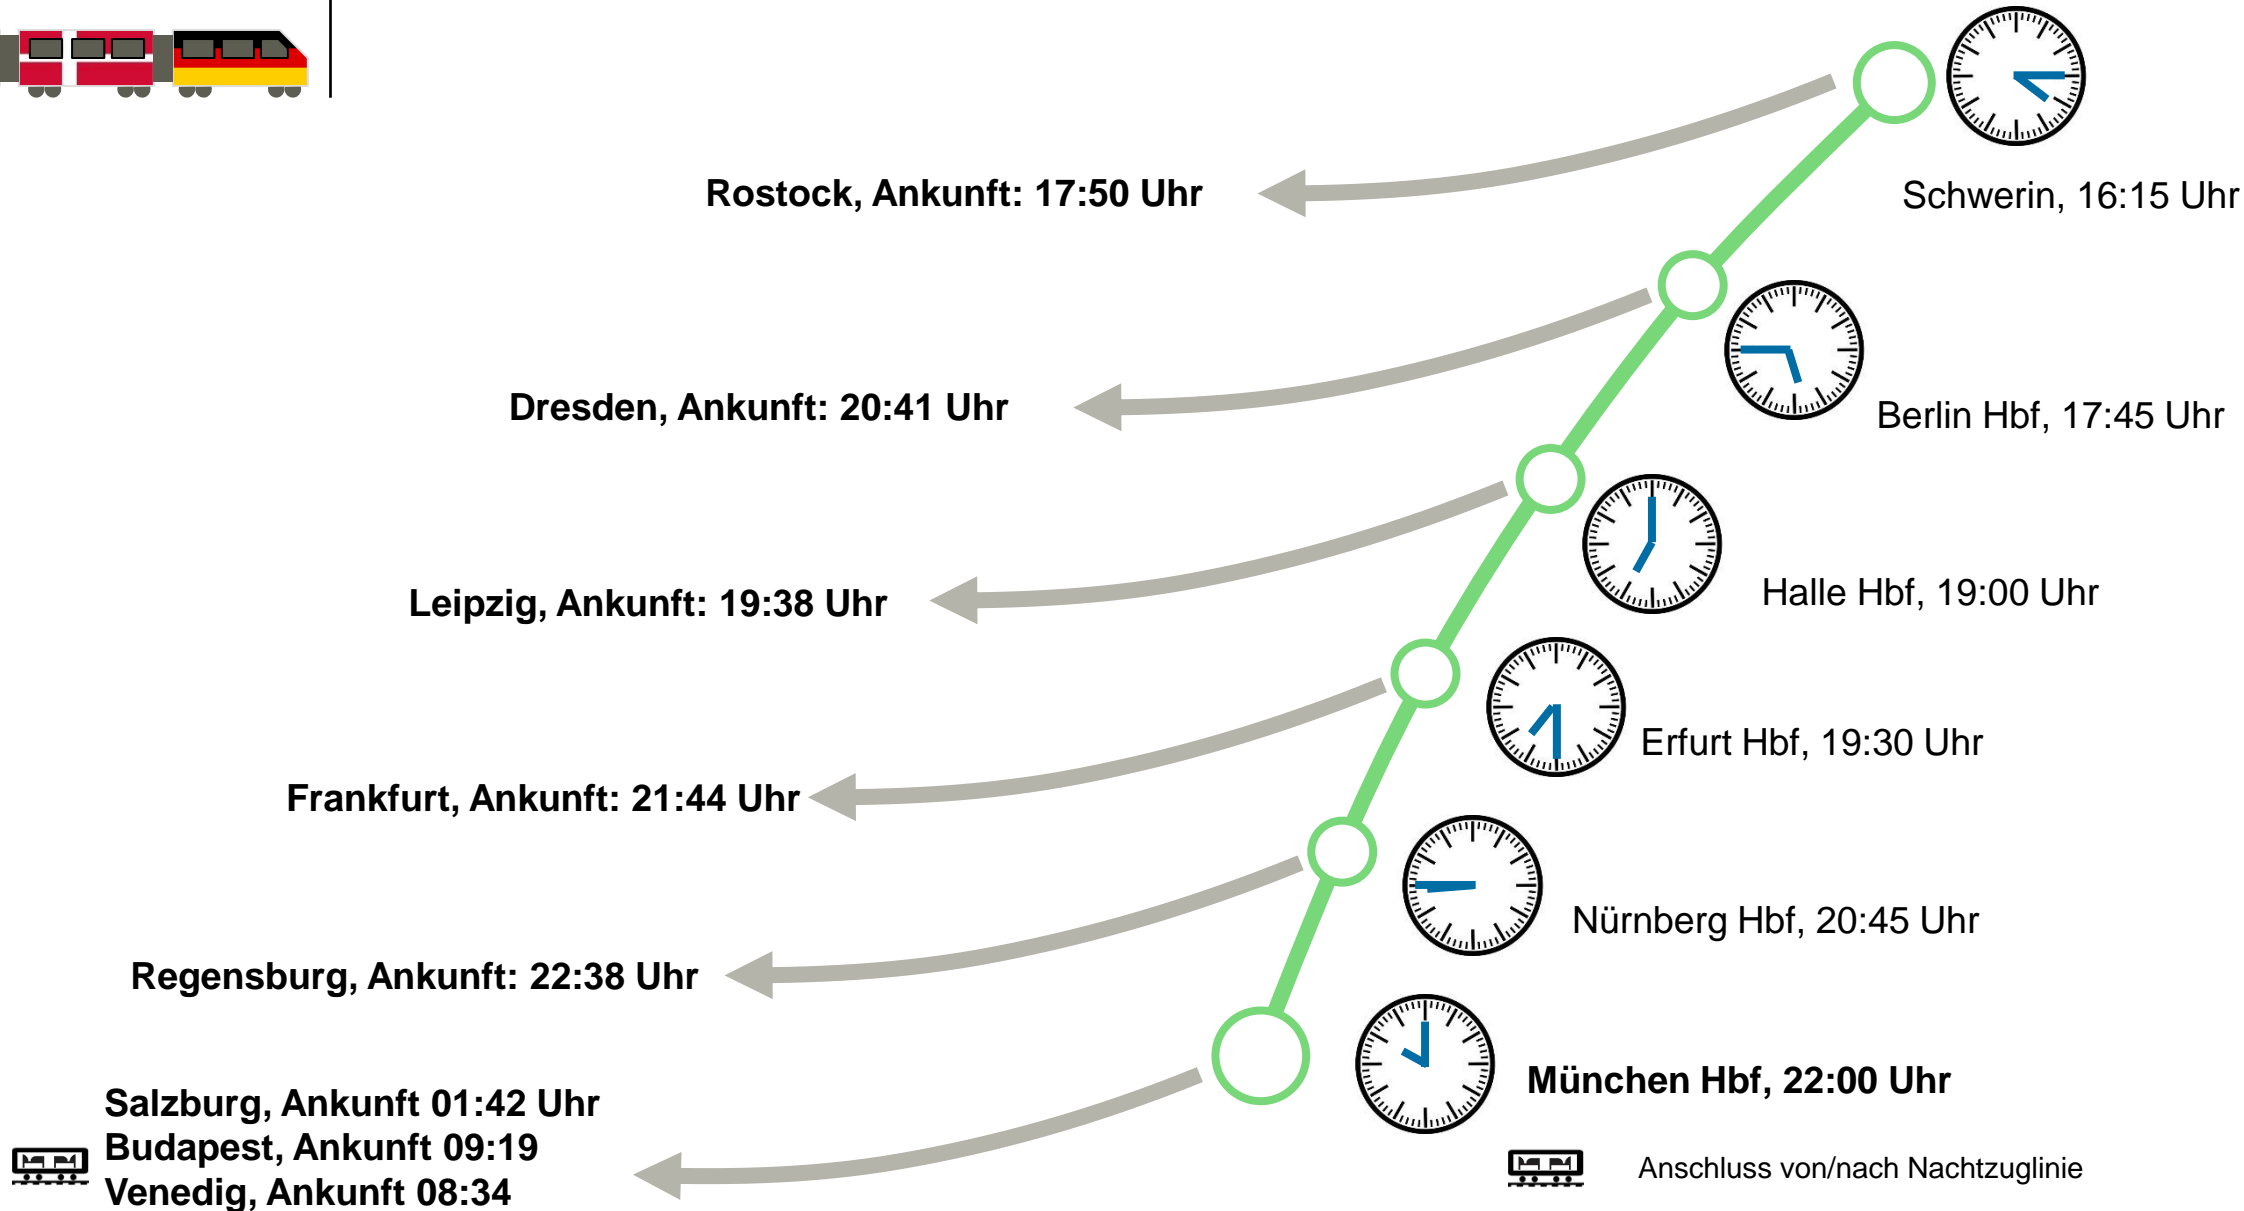 Rostock, Ankunft: 17:50 Uhr
Schwerin, 16:15 Uhr
Dresden, Ankunft: 20:41 Uhr
Berlin Hbf, 17:45 Uhr
Leipzig, Ankunft: 19:38 Uhr
Halle Hbf, 19:00 Uhr
Erfurt Hbf, 19:30 Uhr
Frankfurt, Ankunft: 21:44 Uhr
Nürnberg Hbf, 20:45 Uhr
Regensburg, Ankunft: 22:38 Uhr
München Hbf, 22:00 Uhr
Salzburg, Ankunft 01:42 Uhr
Budapest, Ankunft 09:19
Venedig, Ankunft 08:34
Anschluss von/nach Nachtzuglinie